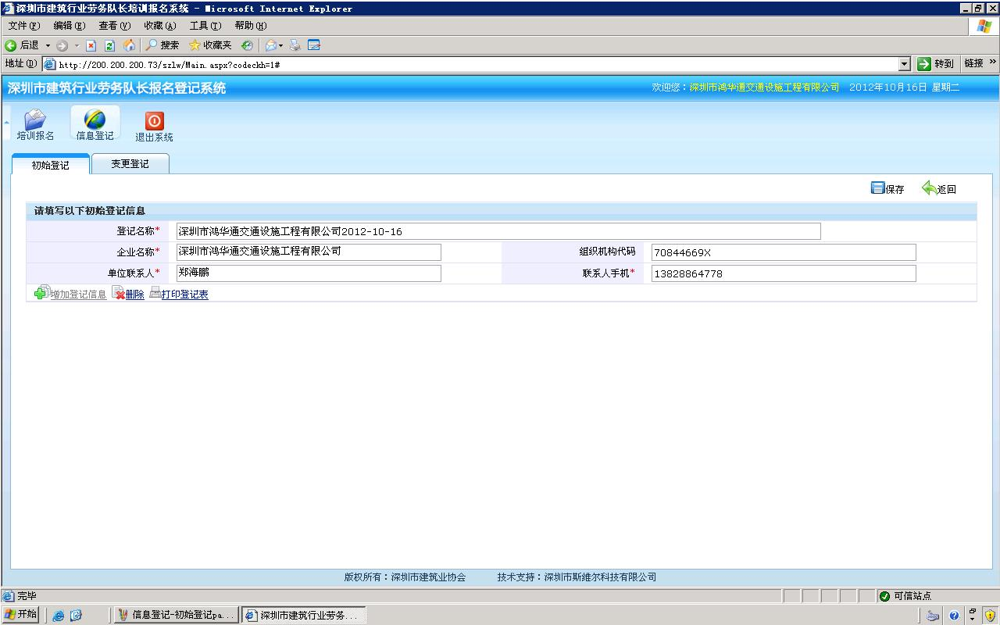 深圳市建筑行业劳务队长培训报名系统 - Microsoft Internet Explorer
文件(F) 编辑(E) 查看(V) 收藏(A) 工具(T) 帮助(H)
后退 搜索 收藏夹
地址(D) http://200.200.200.73/szlw/Main.aspx?codeckh=1# 转到 链接 »
深圳市建筑行业劳务队长报名登记系统 欢迎您：深圳市鸿华通交通设施工程有限公司 2012年10月16日 星期二
培训报名 信息登记 退出系统
初始登记 变更登记
保存 返回
请填写以下初始登记信息
登记名称* 深圳市鸿华通交通设施工程有限公司2012-10-16
企业名称* 深圳市鸿华通交通设施工程有限公司 组织机构代码 70844669X
单位联系人* 郑海鹏 联系人手机* 13828864778
增加登记信息 删除 打印登记表
版权所有：深圳市建筑业协会 技术支持：深圳市斯维尔科技有限公司
完毕 可信站点
开始 信息登记-初始登记pa... 深圳市建筑行业劳务...